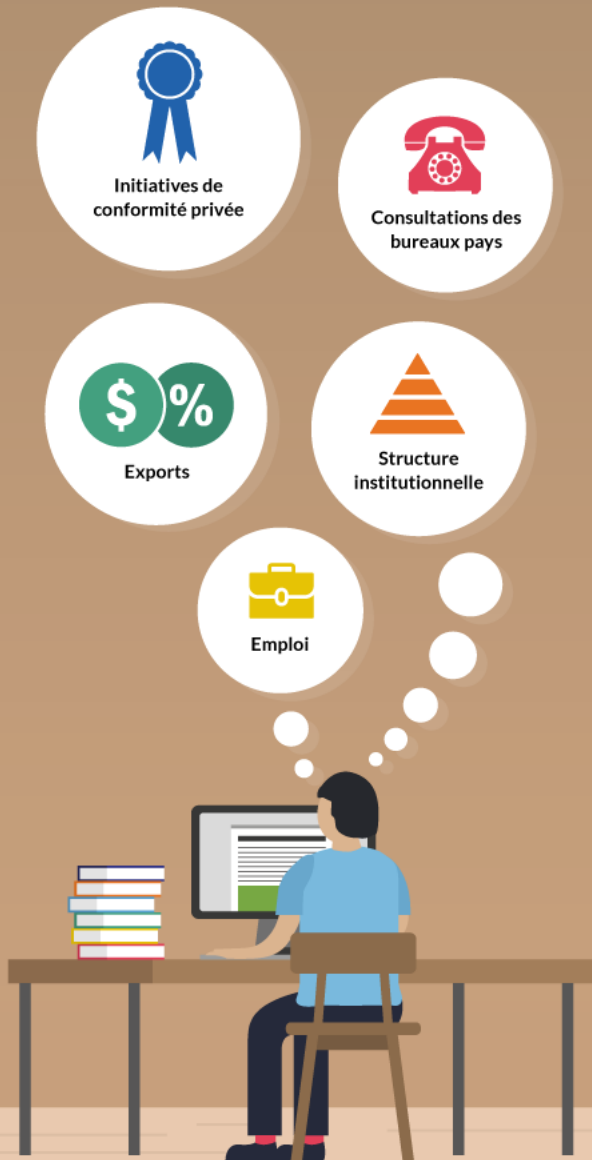 Initiatives de
conformité privée
Consultations des
bureaux pays
$ %
Exports
Structure
institutionnelle
Emploi